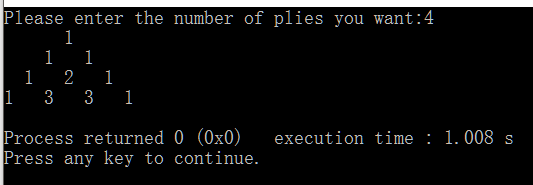 Please enter the number of plies you want:4
      1
    1   1
  1   2   1
1   3   3   1
Process returned 0 (0x0)   execution time : 1.008 s
Press any key to continue.